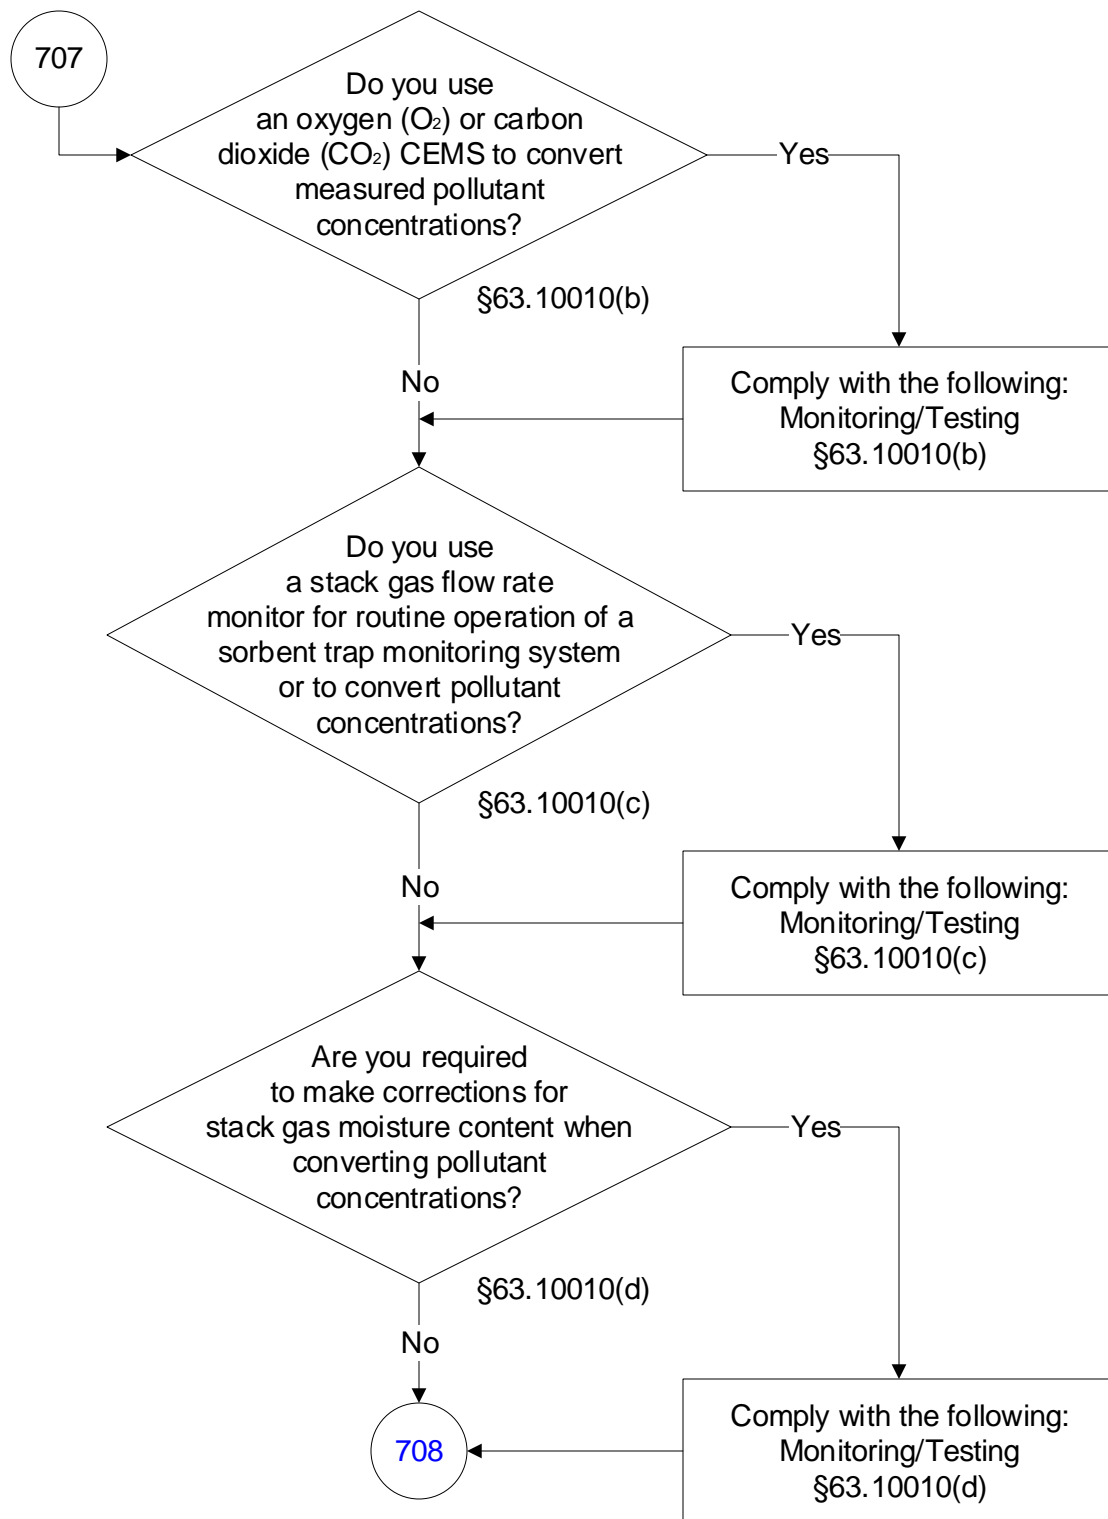 707
Do you use
an oxygen (O₂) or carbon
dioxide (CO₂) CEMS to convert
measured pollutant
concentrations?
Yes
§63.10010(b)
No
Comply with the following:
Monitoring/Testing
§63.10010(b)
Do you use
a stack gas flow rate
monitor for routine operation of a
sorbent trap monitoring system
or to convert pollutant
concentrations?
Yes
§63.10010(c)
No
Comply with the following:
Monitoring/Testing
§63.10010(c)
Are you required
to make corrections for
stack gas moisture content when
converting pollutant
concentrations?
Yes
§63.10010(d)
No
Comply with the following:
Monitoring/Testing
§63.10010(d)
708